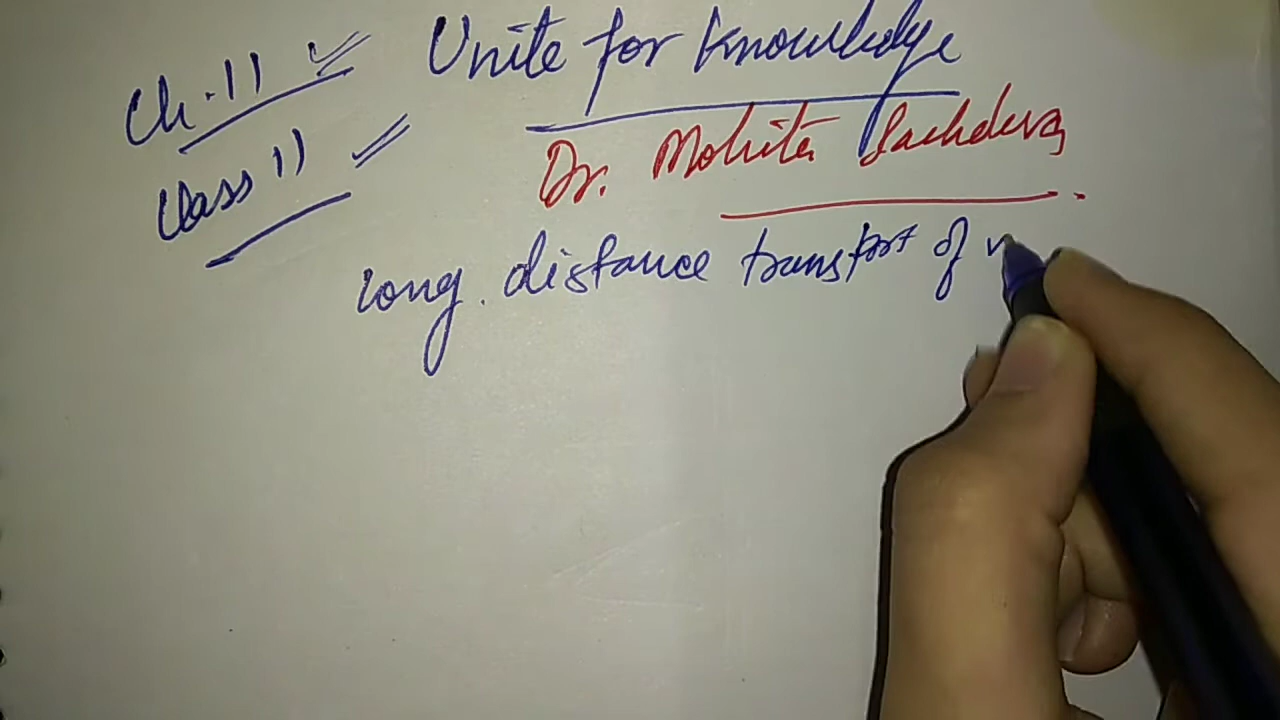 Ch.11
Unite for Knowledge
Class 11
Dr. Mohita Sachdeva
long. distance transport of